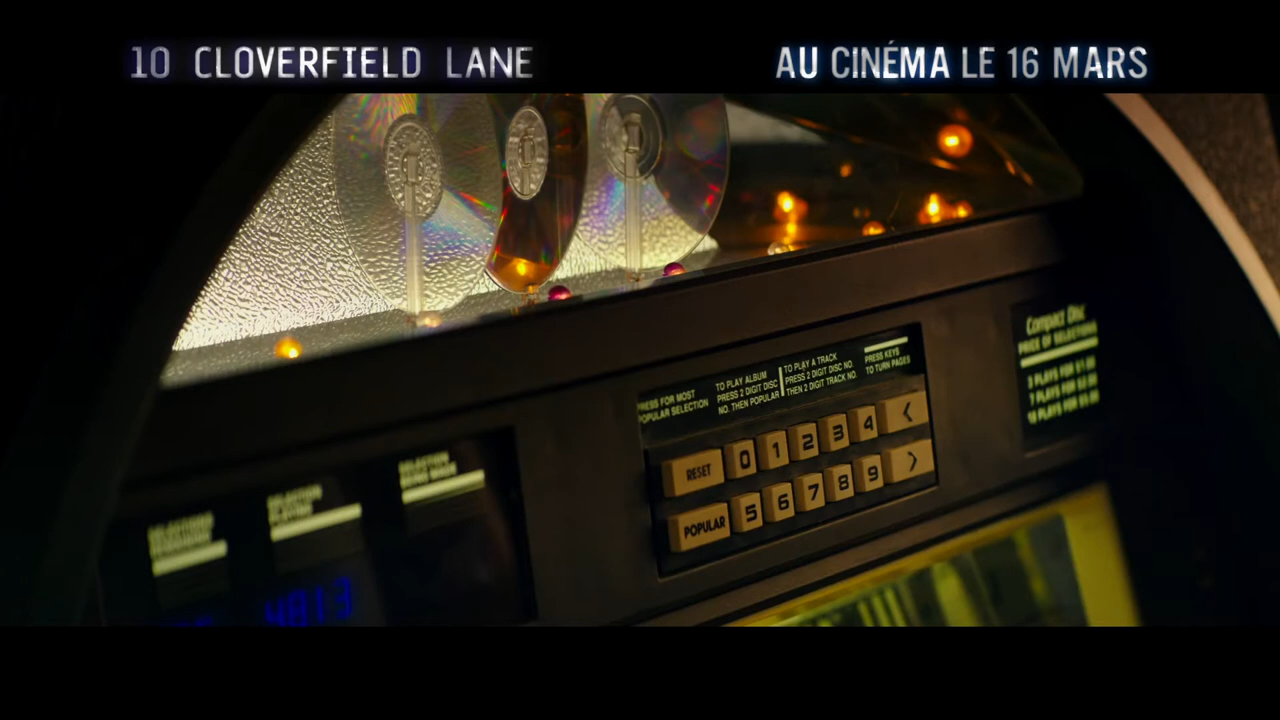 10 CLOVERFIELD LANE
AU CINÉMA LE 16 MARS
PRESS FOR MOST
POPULAR SELECTION
TO PLAY ALBUM
PRESS 2 DIGIT DISC
NO. THEN POPULAR
TO PLAY A TRACK
PRESS 2 DIGIT DISC NO.
THEN 2 DIGIT TRACK NO.
PRESS KEYS
TO TURN PAGES
RESET 0 1 2 3 4 <
POPULAR 5 6 7 8 9 >
Compact Disc
PRICE OF SELECTIONS
4813